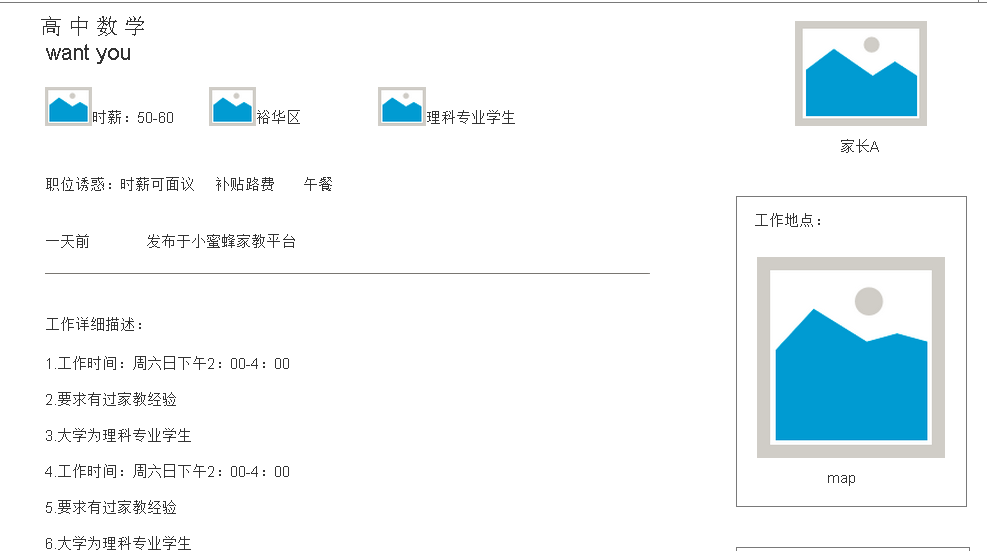 高中数学
want you
时薪：50-60 裕华区 理科专业学生
职位诱惑：时薪可面议 补贴路费 午餐
一天前 发布于小蜜蜂家教平台
工作详细描述：
1.工作时间：周六日下午2：00-4：00
2.要求有过家教经验
3.大学为理科专业学生
4.工作时间：周六日下午2：00-4：00
5.要求有过家教经验
6.大学为理科专业学生
家长A
工作地点：
map